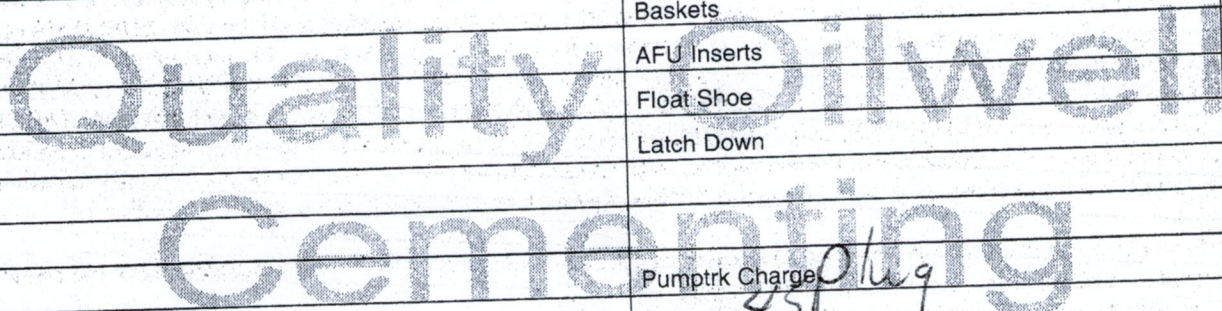 Baskets
Quality Oilwell
AFU Inserts
Float Shoe
Latch Down
Cementing
Pumptrk Charge Plug